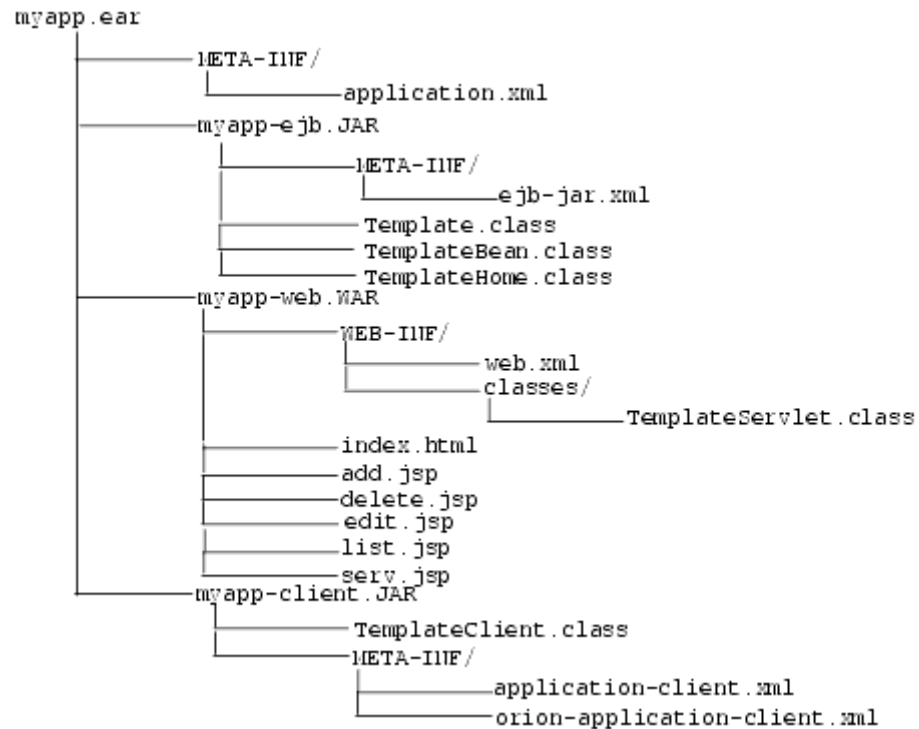 myapp.ear
META-INF/
application.xml
myapp-ejb.JAR
META-INF/
ejb-jar.xml
Template.class
TemplateBean.class
TemplateHome.class
myapp-web.WAR
WEB-INF/
web.xml
classes/
TemplateServlet.class
index.html
add.jsp
delete.jsp
edit.jsp
list.jsp
serv.jsp
myapp-client.JAR
TemplateClient.class
META-INF/
application-client.xml
orion-application-client.xml